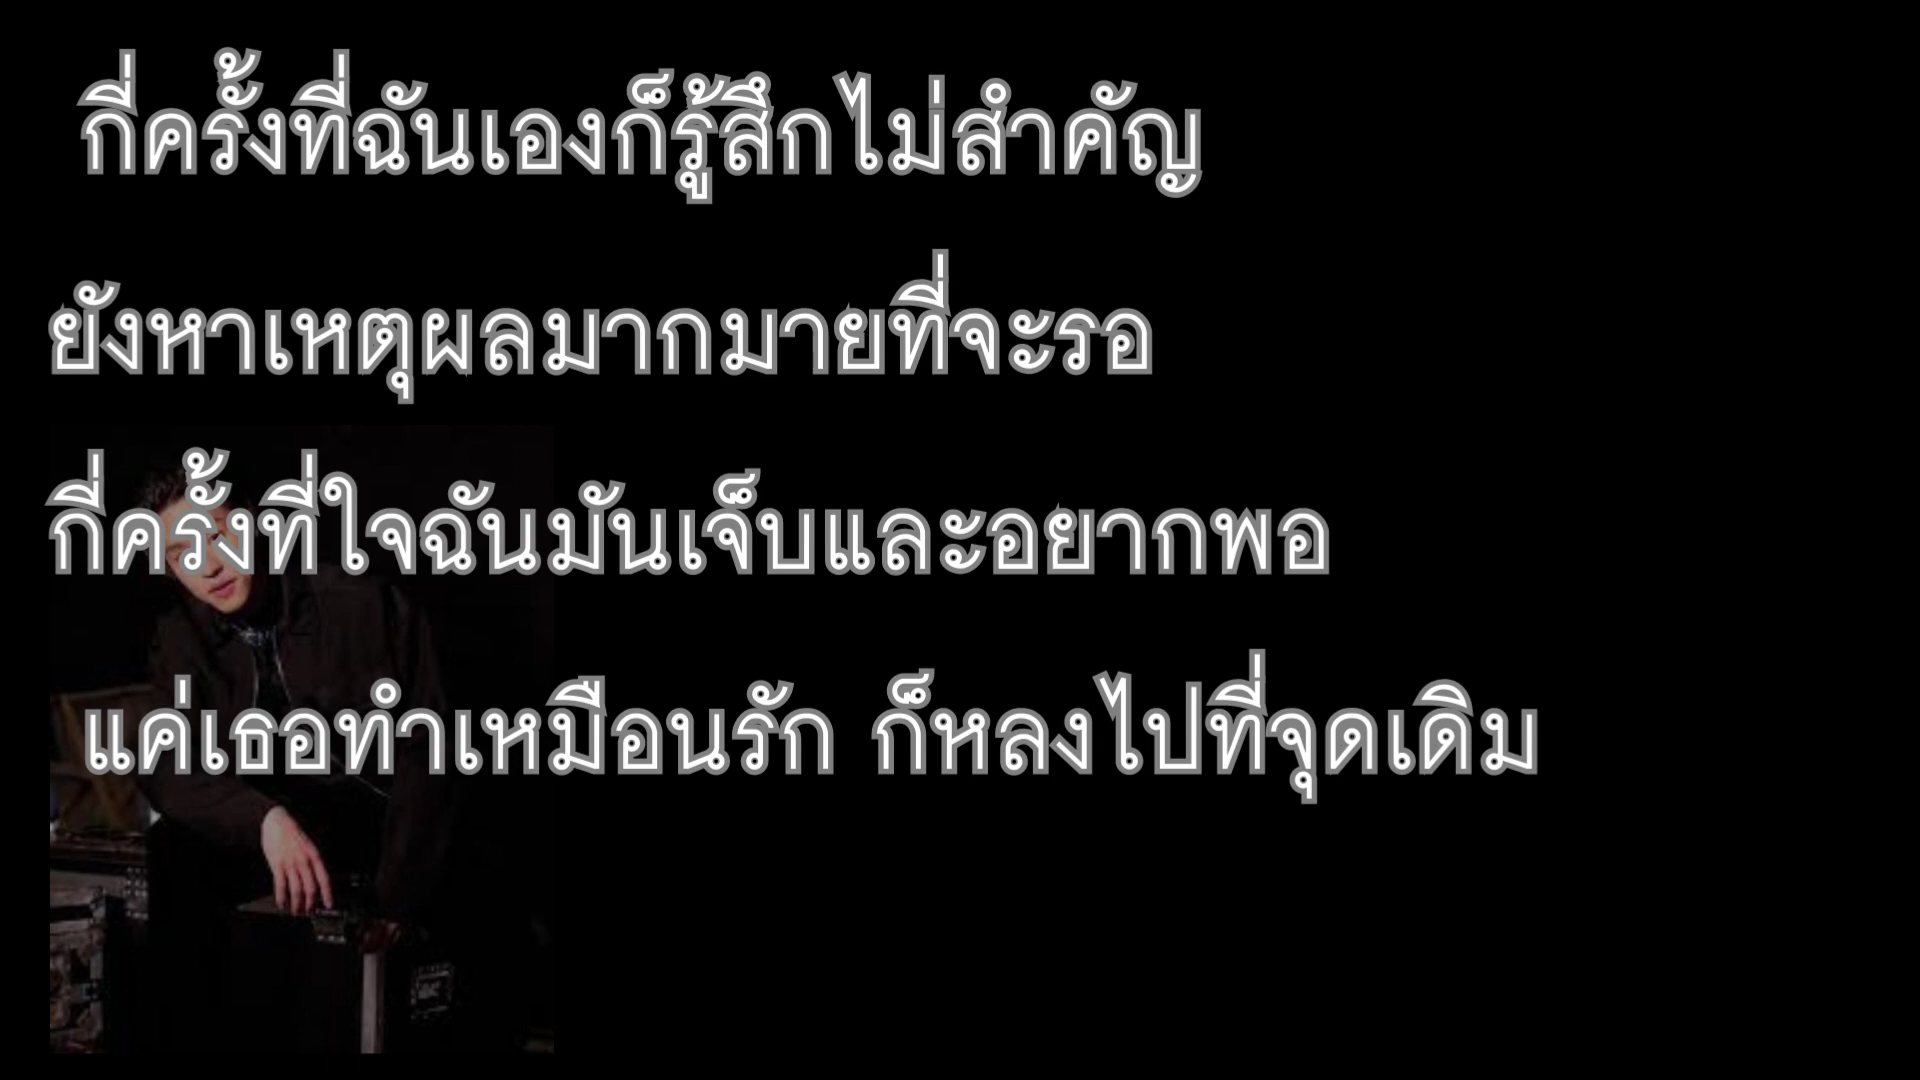 กี่ครั้งที่ฉันเองก็รู้สึกไม่สำคัญ
ยังหาเหตุผลมากมายที่จะรอ
กี่ครั้งที่ใจฉันมันเจ็บและอยากพอ
แค่เธอทำเหมือนรัก ก็หลงไปที่จุดเดิม